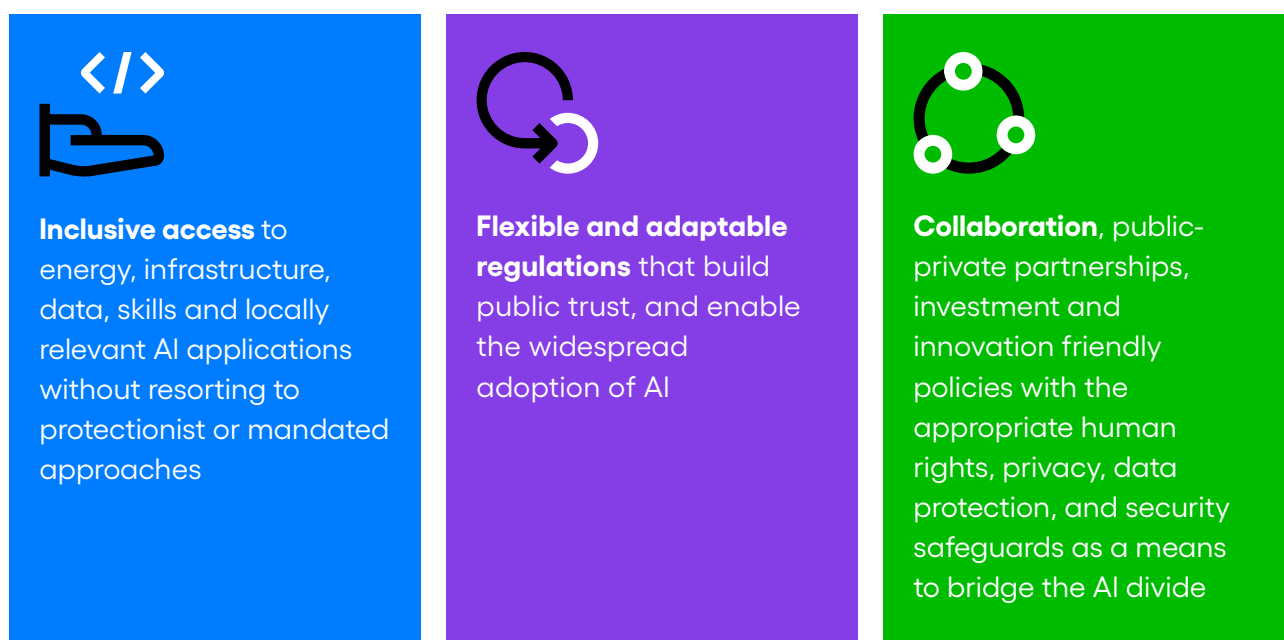 </>
Inclusive access to
energy, infrastructure,
data, skills and locally
relevant AI applications
without resorting to
protectionist or mandated
approaches
Flexible and adaptable
regulations that build
public trust, and enable
the widespread
adoption of AI
Collaboration, public-
private partnerships,
investment and
innovation friendly
policies with the
appropriate human
rights, privacy, data
protection, and security
safeguards as a means
to bridge the AI divide